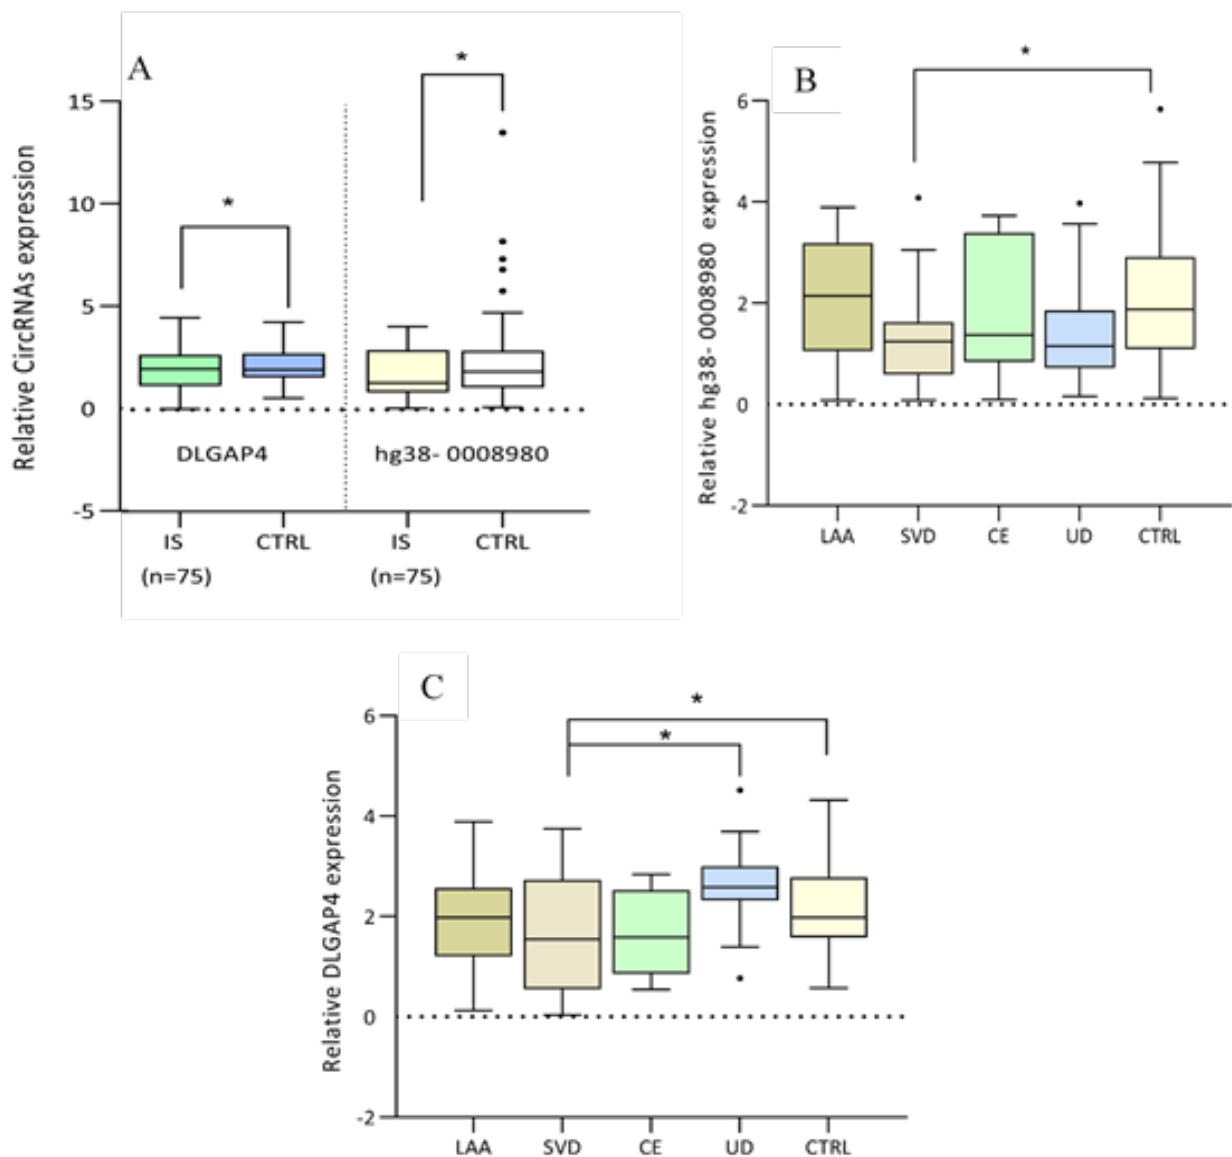 A
*
*
15
10
5
0
-5
Relative CircRNAs expression
DLGAP4
hg38- 0008980
IS
CTRL
IS
CTRL
(n=75)
(n=75)
B
*
6
4
2
0
-2
Relative hg38- 0008980 expression
LAA
SVD
CE
UD
CTRL
C
*
*
6
4
2
0
-2
Relative DLGAP4 expression
LAA
SVD
CE
UD
CTRL